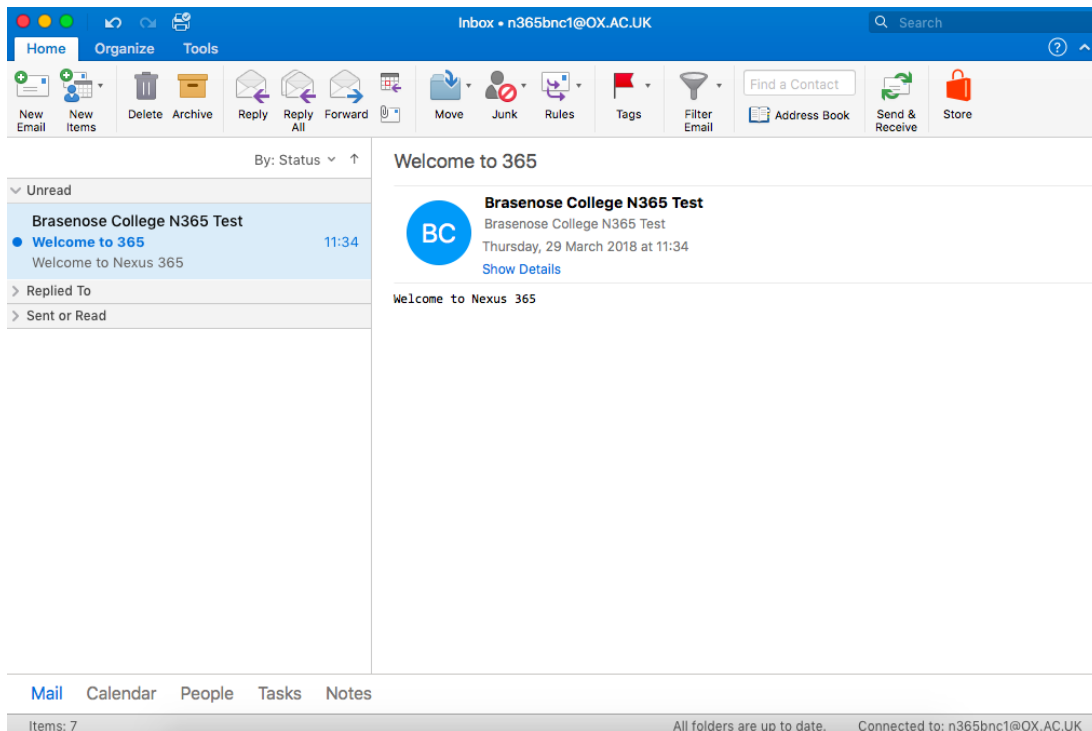 Inbox • n365bnc1@OX.AC.UK
Search
Home Organize Tools
?
New Email
New Items
Delete
Archive
Reply
Reply All
Forward
Move
Junk
Rules
Tags
Filter Email
Find a Contact
Address Book
Send & Receive
Store
By: Status
Unread
Brasenose College N365 Test
Welcome to 365 11:34
Welcome to Nexus 365
Replied To
Sent or Read
Welcome to 365
BC
Brasenose College N365 Test
Brasenose College N365 Test
Thursday, 29 March 2018 at 11:34
Show Details
Welcome to Nexus 365
Mail Calendar People Tasks Notes
Items: 7 All folders are up to date. Connected to: n365bnc1@OX.AC.UK